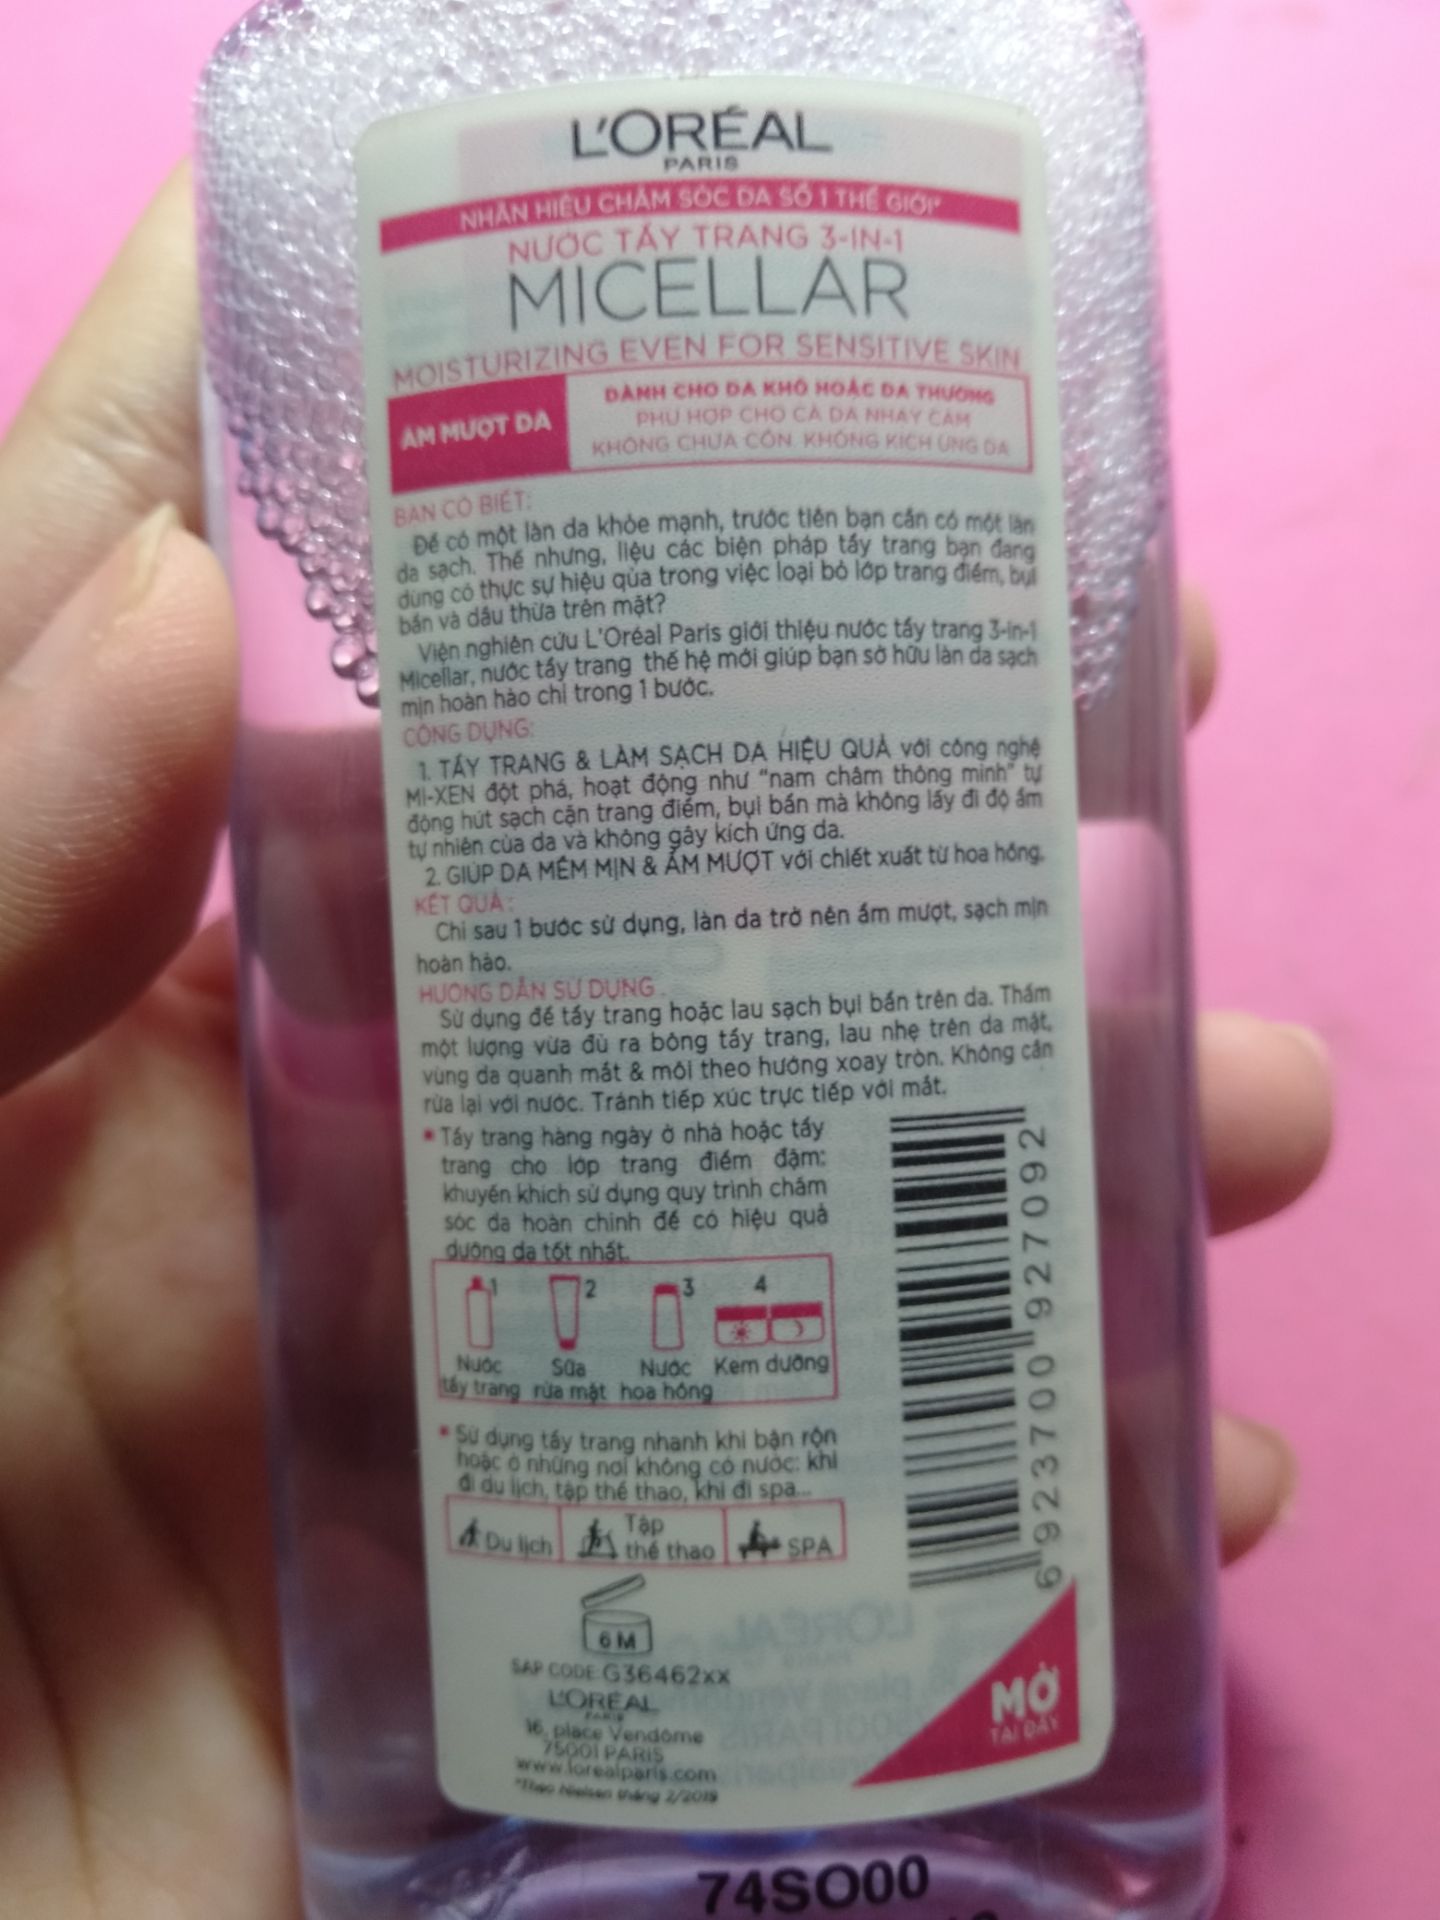 L'ORÉAL
PARIS
NHÃN HIỆU CHĂM SÓC DA SỐ 1 THẾ GIỚI*
NƯỚC TẨY TRANG 3-IN-1
MICELLAR
MOISTURIZING EVEN FOR SENSITIVE SKIN
ẨM MƯỢT DA
DÀNH CHO DA KHÔ HOẶC DA THƯỜNG
PHÙ HỢP CHO CẢ DA NHẠY CẢM
KHÔNG CHỨA CỒN. KHÔNG KÍCH ỨNG DA
BẠN CÓ BIẾT:
Để có một làn da khỏe mạnh, trước tiên bạn cần có một làn
da sạch. Thế nhưng, liệu các biện pháp tẩy trang bạn đang
dùng có thực sự hiệu qủa trong việc loại bỏ lớp trang điểm, bụi
bẩn và dầu thừa trên mặt?
Viện nghiên cứu L'Oréal Paris giới thiệu nước tẩy trang 3-in-1
Micellar, nước tẩy trang thế hệ mới giúp bạn sở hữu làn da sạch
mịn hoàn hảo chỉ trong 1 bước.
CÔNG DỤNG:
1. TẨY TRANG & LÀM SẠCH DA HIỆU QUẢ với công nghệ
MI-XEN đột phá, hoạt động như "nam châm thông minh" tự
động hút sạch cặn trang điểm, bụi bẩn mà không lấy đi độ ẩm
tự nhiên của da và không gây kích ứng da.
2. GIÚP DA MỀM MỊN & ẨM MƯỢT với chiết xuất từ hoa hồng.
KẾT QUẢ:
Chỉ sau 1 bước sử dụng, làn da trở nên ẩm mượt, sạch mịn
hoàn hảo.
HƯỚNG DẪN SỬ DỤNG:
Sử dụng để tẩy trang hoặc lau sạch bụi bẩn trên da. Thấm
một lượng vừa đủ ra bông tẩy trang, lau nhẹ trên da mặt,
vùng da quanh mắt & môi theo hướng xoay tròn. Không cần
rửa lại với nước. Tránh tiếp xúc trực tiếp với mắt.
• Tẩy trang hàng ngày ở nhà hoặc tẩy
trang cho lớp trang điểm đậm:
khuyến khích sử dụng quy trình chăm
sóc da hoàn chỉnh để có hiệu quả
dưỡng da tốt nhất.
1 2 3 4
Nước Sữa Nước Kem dưỡng
tẩy trang rửa mặt hoa hồng
• Sử dụng tẩy trang nhanh khi bận rộn
hoặc ở những nơi không có nước: khi
đi du lịch, tập thể thao, khi đi spa...
Du lịch
Tập
thể thao
SPA
6 923700 927092
6M
SAP CODE: G36462xx
L'ORÉAL
PARIS
16, place Vendôme
75001 PARIS
www.lorealparis.com
*Theo Nielsen tháng 2/2019
MỞ
TẠI ĐÂY
74SO00